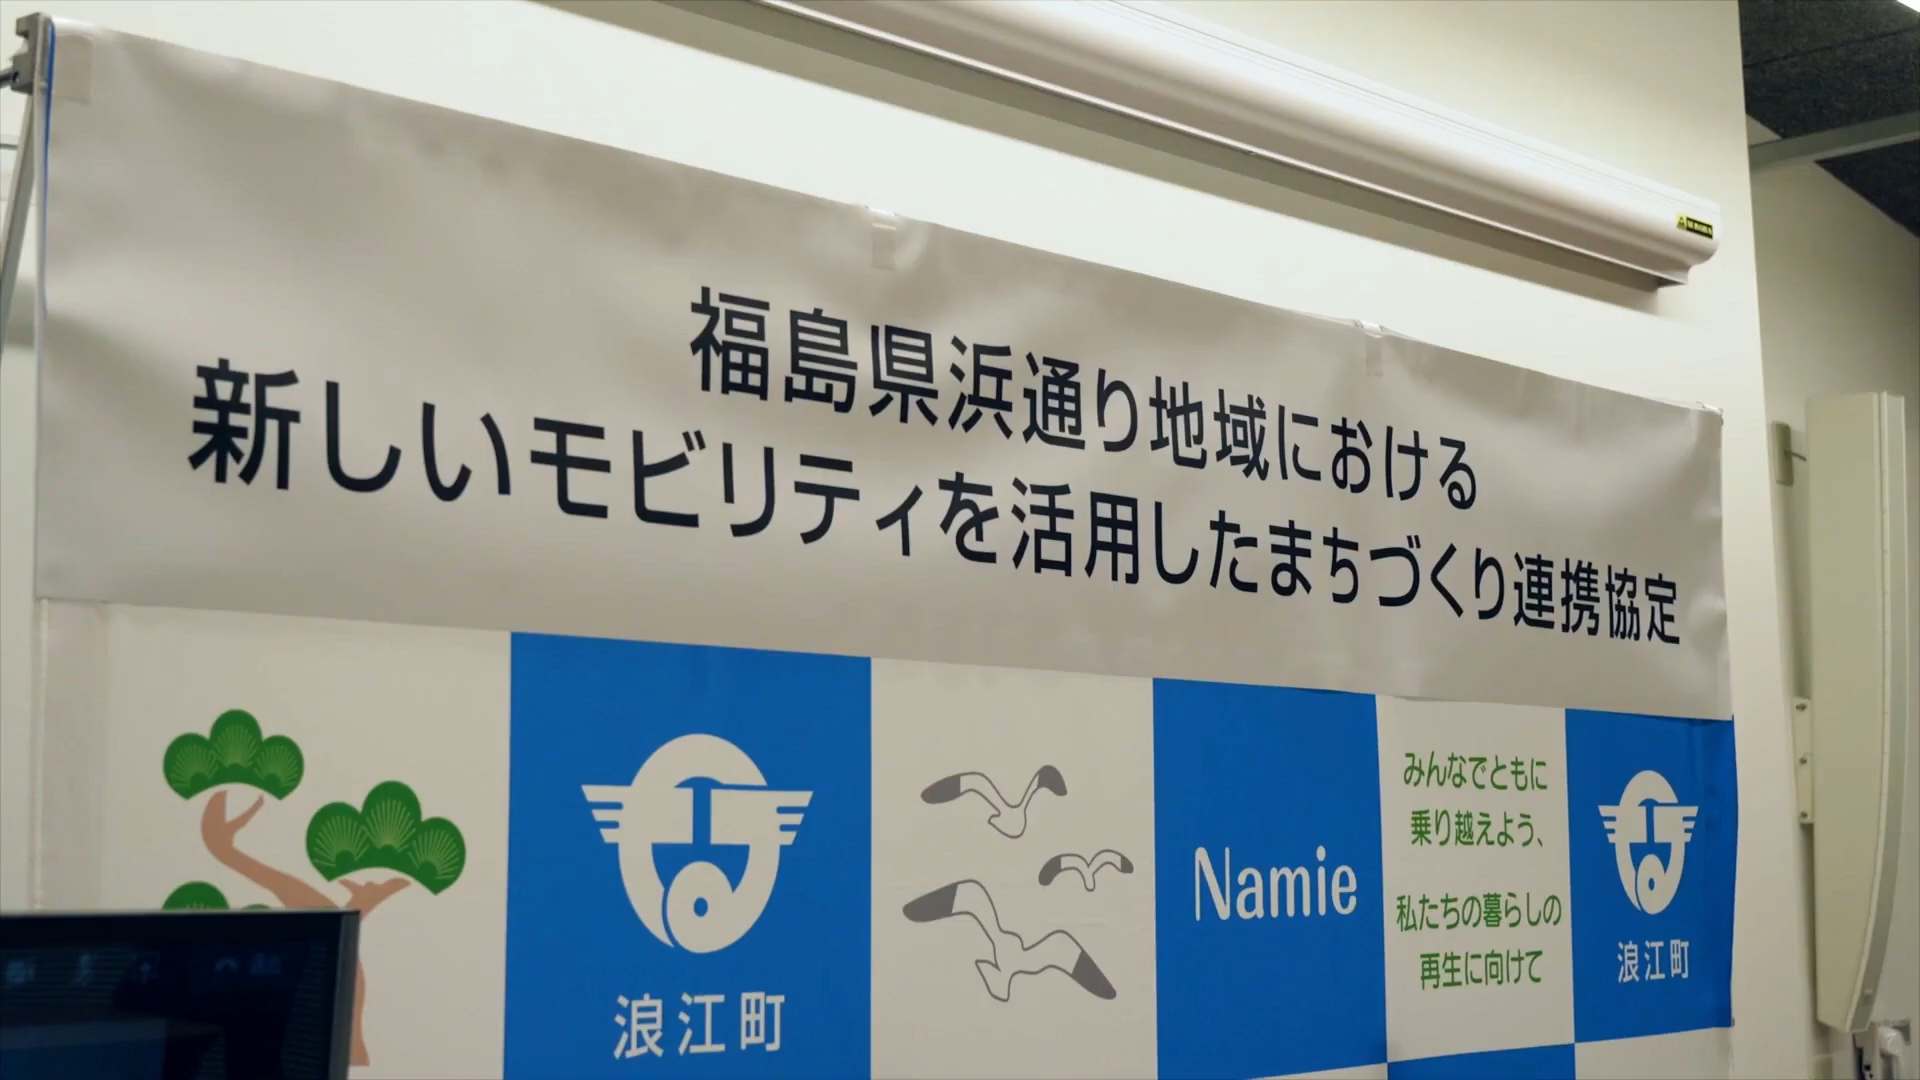 福島県浜通り地域における
新しいモビリティを活用したまちづくり連携協定
浪江町
Namie
みんなでともに
乗り越えよう、
私たちの暮らしの
再生に向けて
浪江町